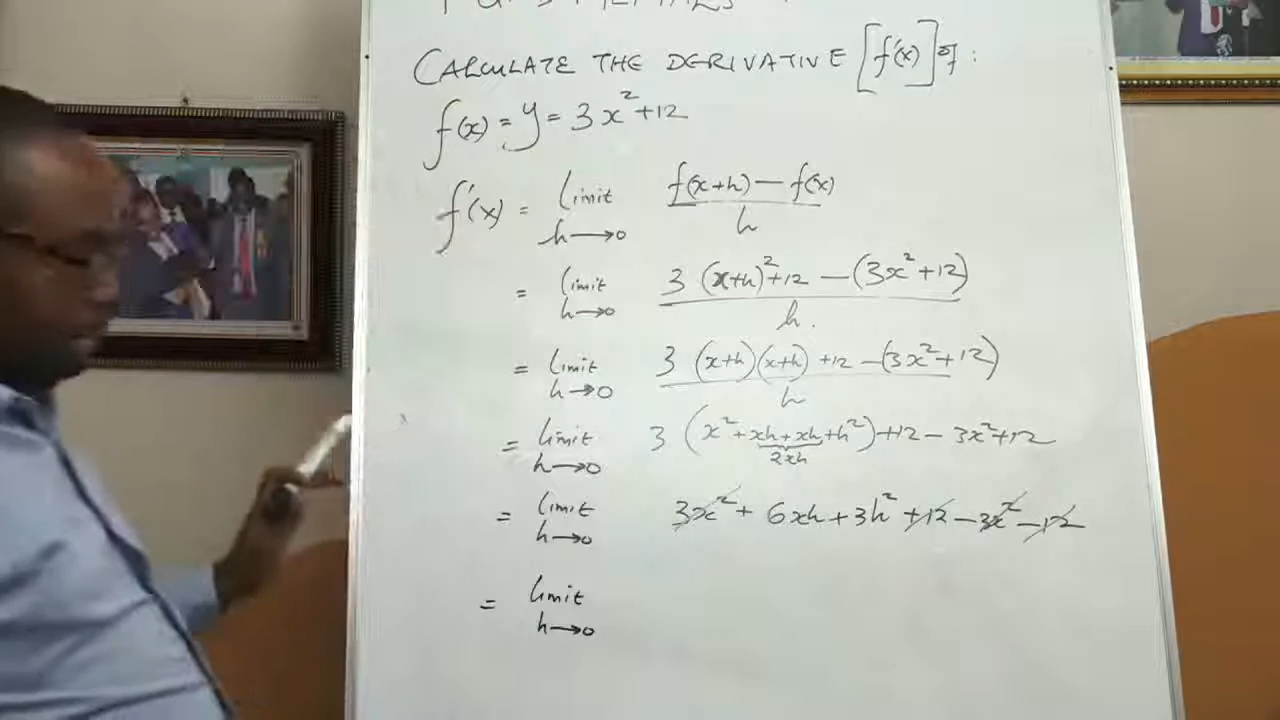 CALCULATE THE DERIVATIVE [f'(x)] of :
f(x) = y = 3x² + 12
f'(x) = limit h→0 f(x+h) − f(x) / h
= limit h→0 3 (x+h)² + 12 − (3x² + 12) / h.
= limit h→0 3 (x+h)(x+h) + 12 − (3x² + 12) / h
= limit h→0 3 (x² + xh + xh + h²) + 12 − 3x² + 12
2xh
= limit h→0 3x² + 6xh + 3h² + 12 − 3x² − 12
= limit h→0